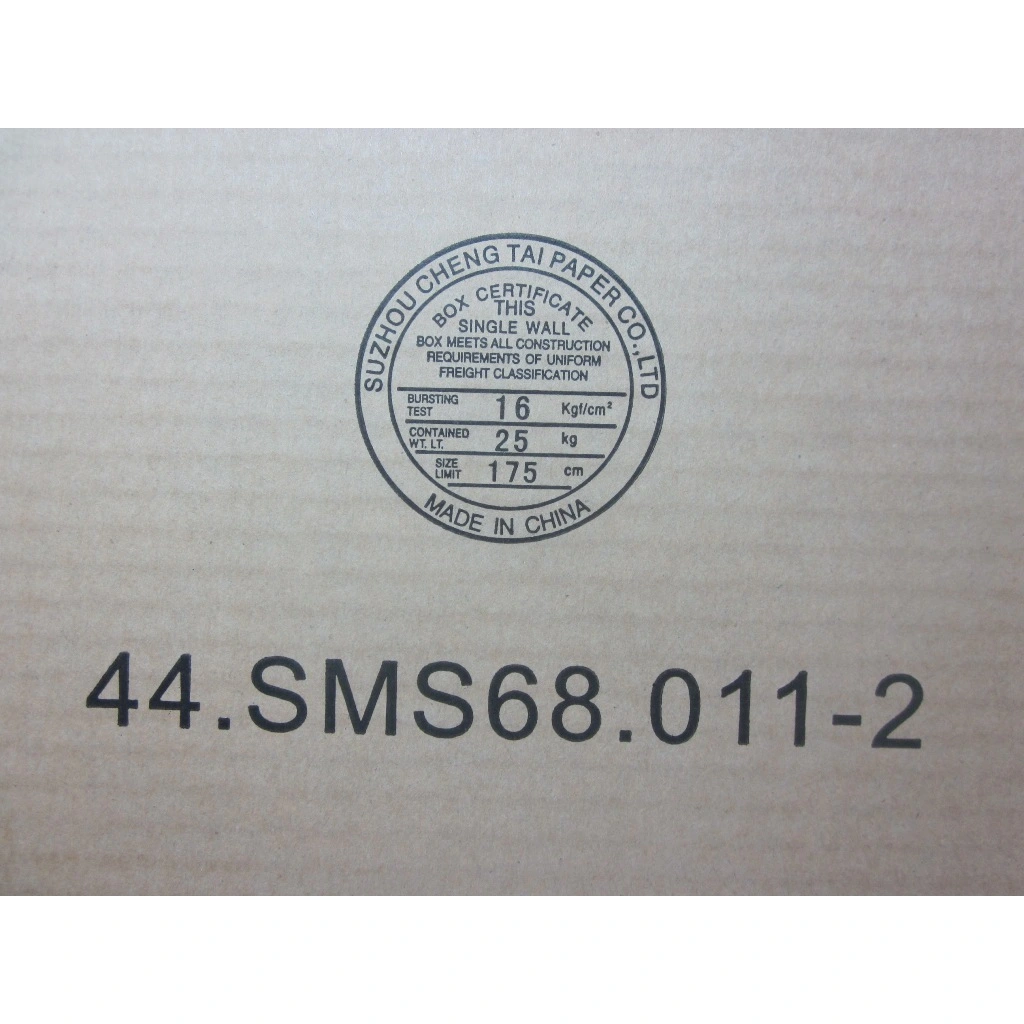 SUZHOU CHENG TAI PAPER CO.,LTD
BOX CERTIFICATE
THIS
SINGLE WALL
BOX MEETS ALL CONSTRUCTION
REQUIREMENTS OF UNIFORM
FREIGHT CLASSIFICATION
BURSTING TEST 16 Kgf/cm²
CONTAINED WT. LT. 25 kg
SIZE LIMIT 175 cm
MADE IN CHINA
44.SMS68.011-2